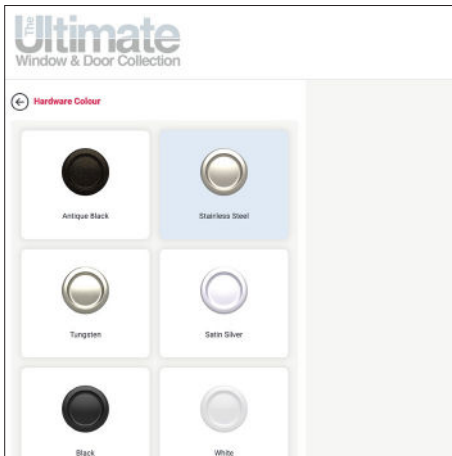 The Ultimate
Window & Door Collection
Hardware Colour
Antique Black
Stainless Steel
Tungsten
Satin Silver
Black
White